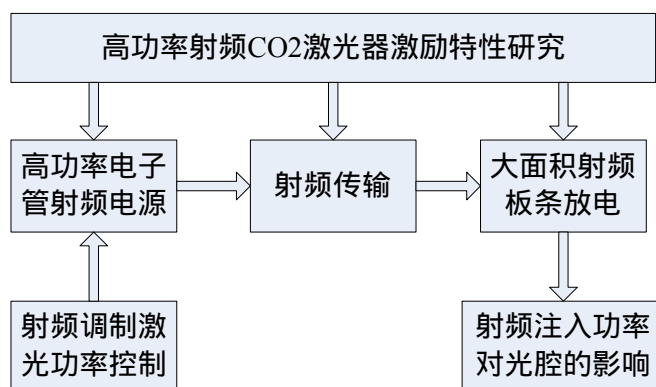 高功率射频CO2激光器激励特性研究
高功率电子
管射频电源
射频传输
大面积射频
板条放电
射频调制激
光功率控制
射频注入功率
对光腔的影响